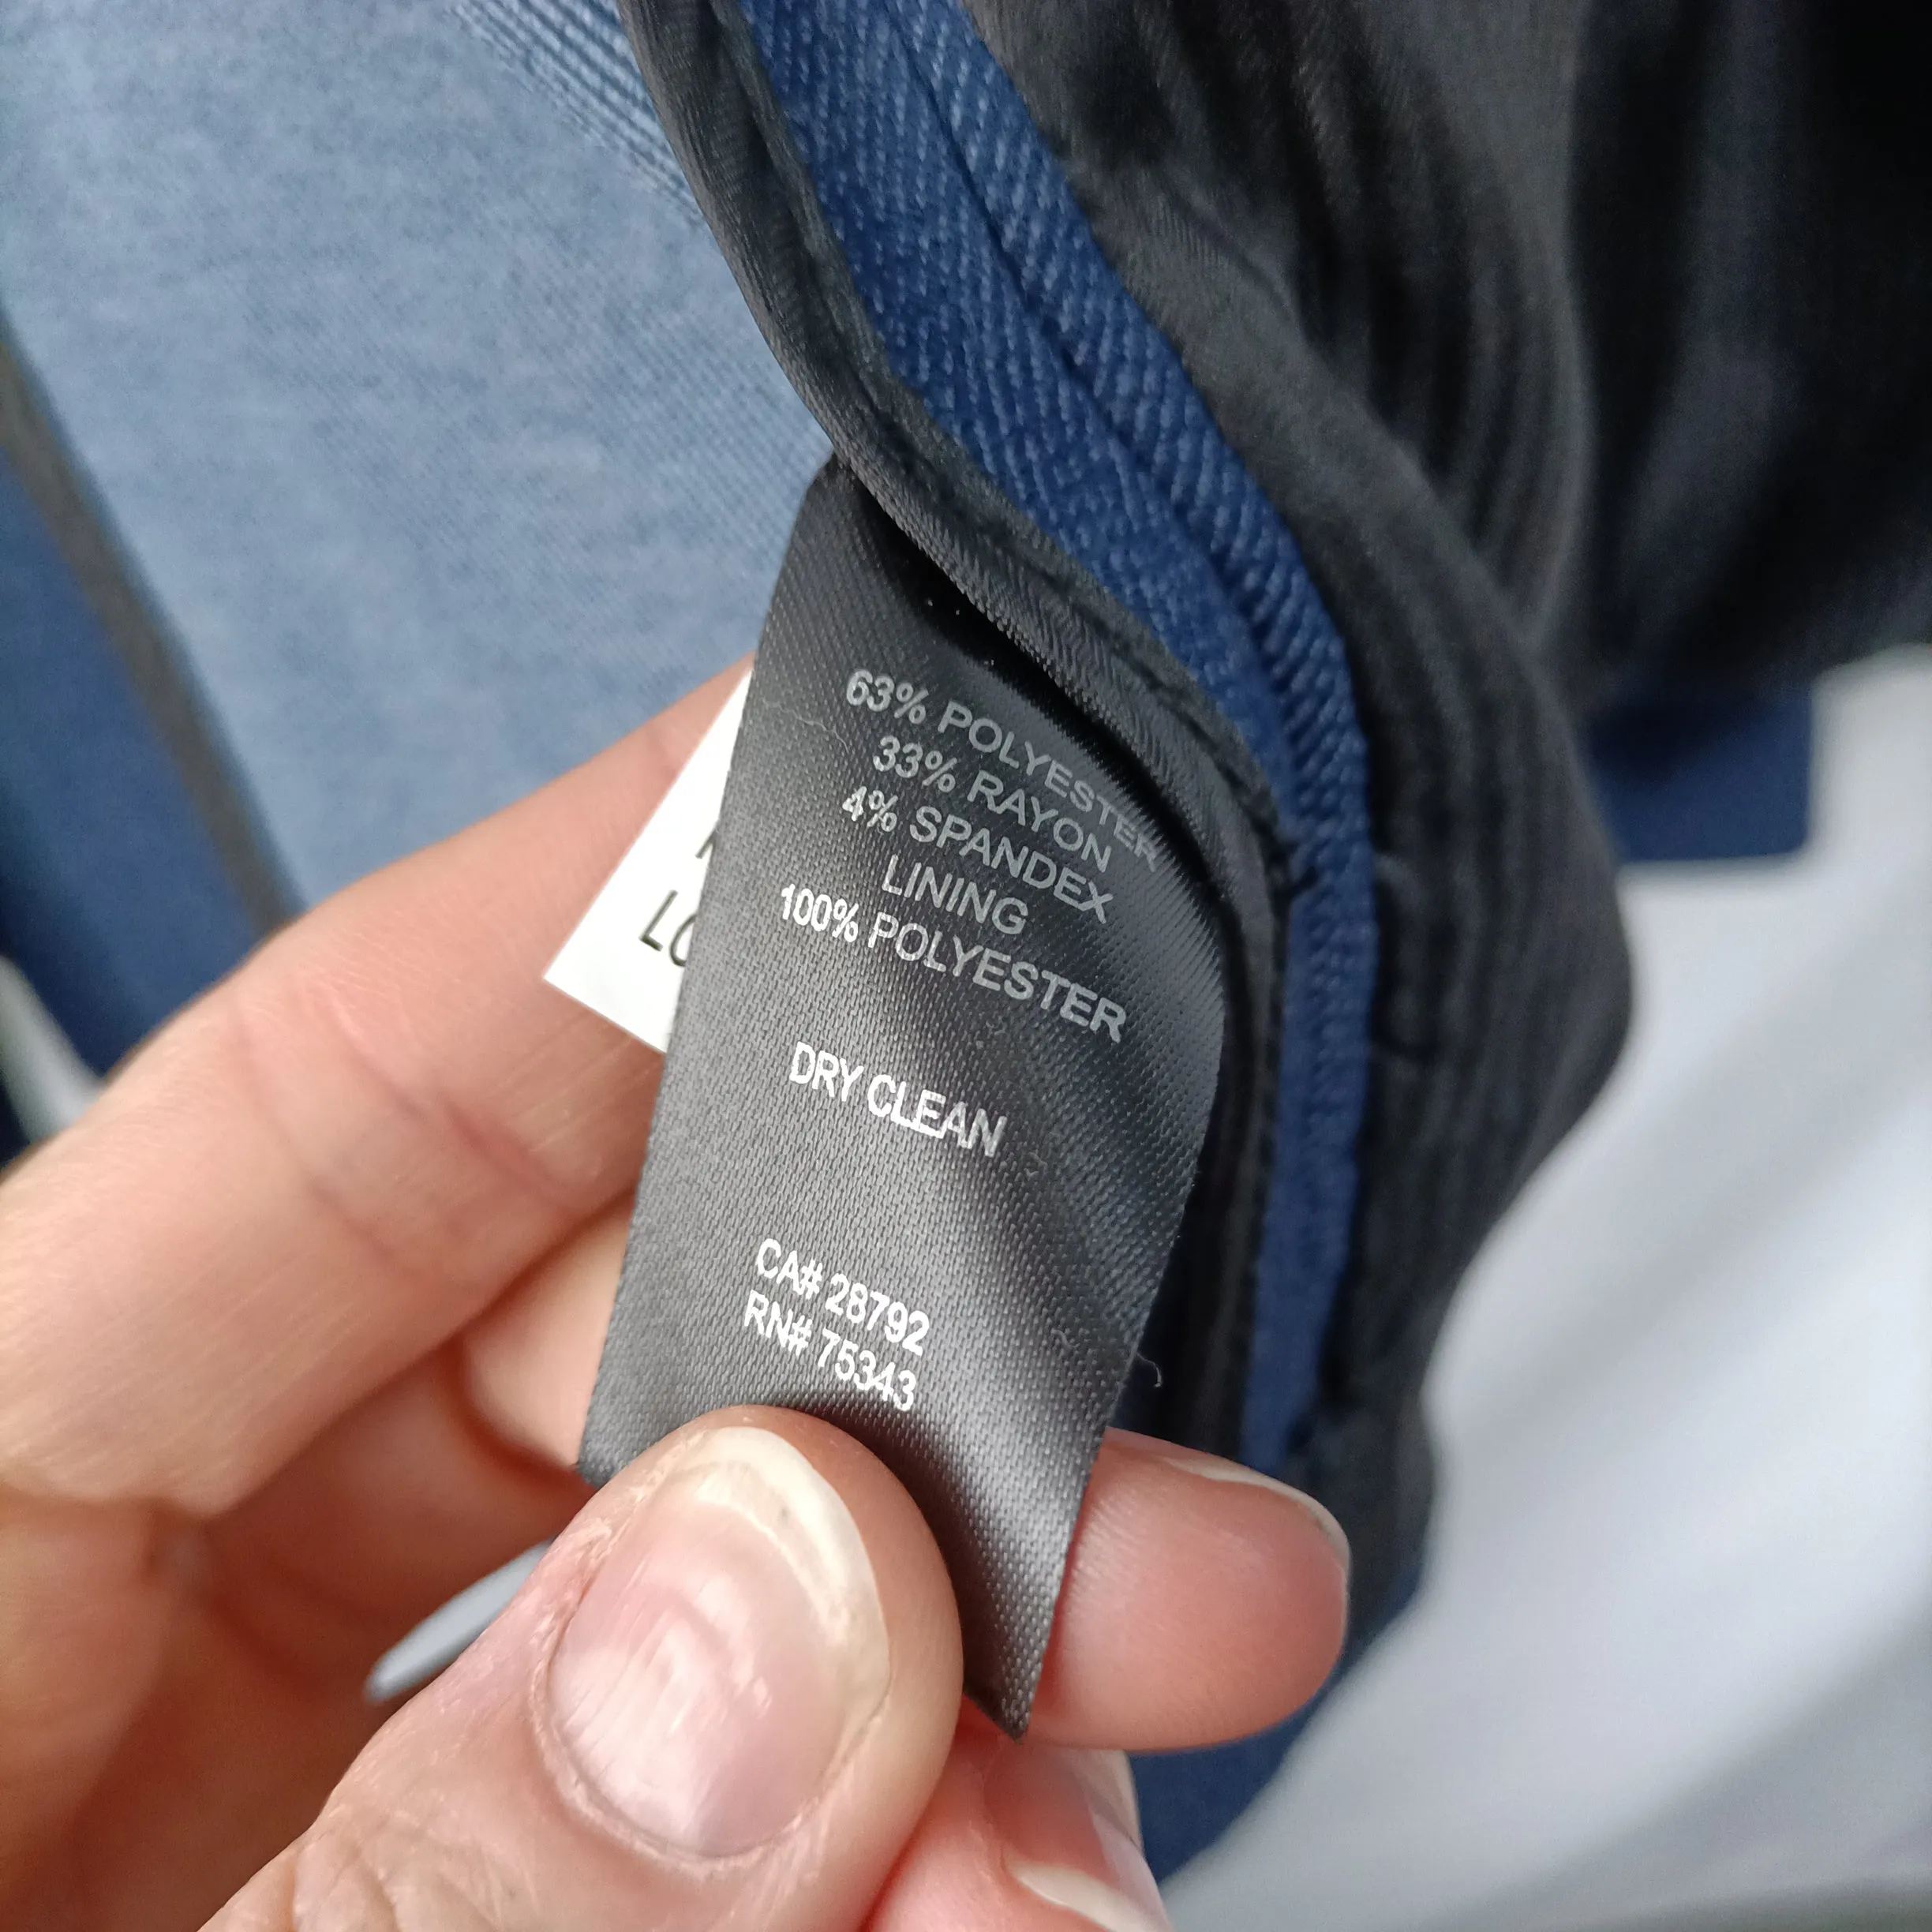 63% POLYESTER
33% RAYON
4% SPANDEX
LINING
100% POLYESTER
DRY CLEAN
CA# 28792
RN# 75343